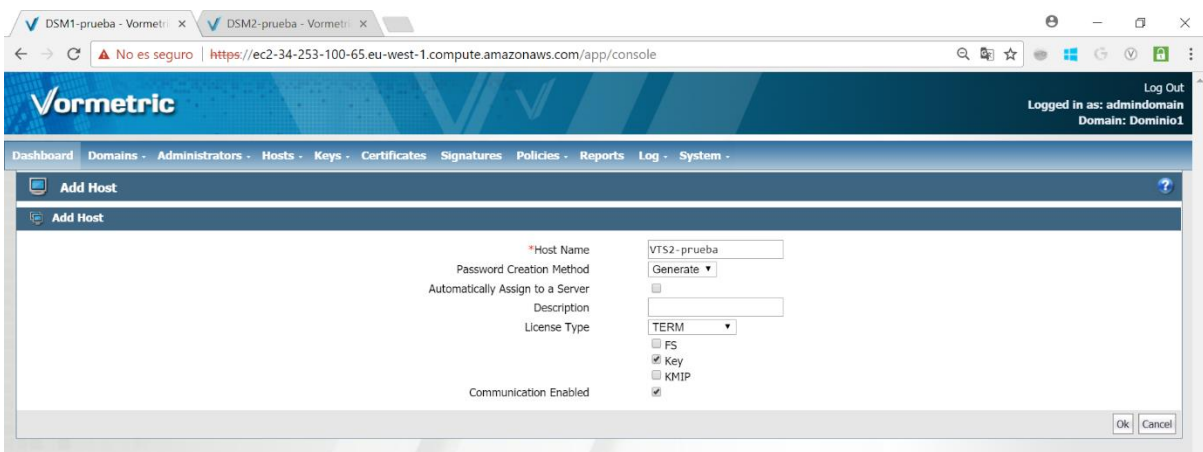 DSM1-prueba - Vormetri
DSM2-prueba - Vormetri
No es seguro | https://ec2-34-253-100-65.eu-west-1.compute.amazonaws.com/app/console
Vormetric
Log Out
Logged in as: admindomain
Domain: Dominio1
Dashboard Domains Administrators Hosts Keys Certificates Signatures Policies Reports Log System
Add Host
Add Host
*Host Name VTS2-prueba
Password Creation Method Generate
Automatically Assign to a Server
Description
License Type TERM
FS
Key
KMIP
Communication Enabled
Ok Cancel